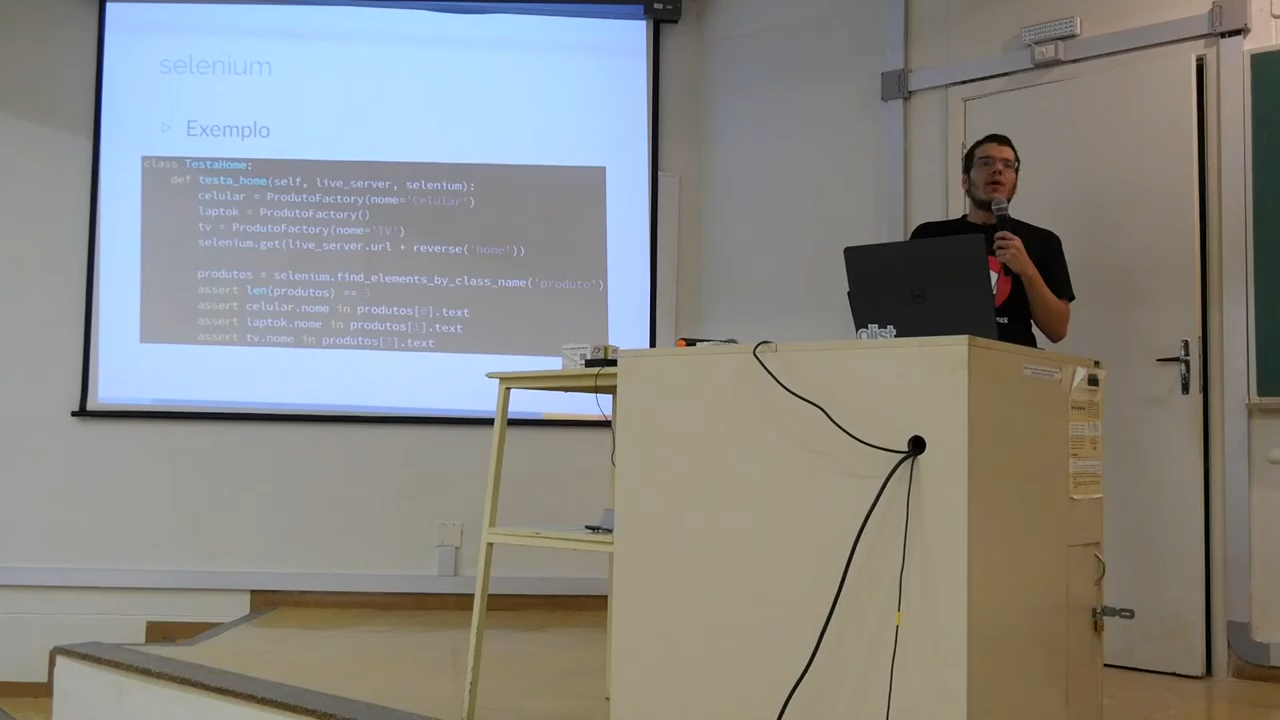 selenium
▷ Exemplo
class TestaHome:
    def testa_home(self, live_server, selenium):
        celular = ProdutoFactory(nome='Celular')
        laptok = ProdutoFactory()
        tv = ProdutoFactory(nome='TV')
        selenium.get(live_server.url + reverse('home'))
        produtos = selenium.find_elements_by_class_name('produto')
        assert len(produtos) == 3
        assert celular.nome in produtos[0].text
        assert laptok.nome in produtos[1].text
        assert tv.nome in produtos[2].text
olist
DELL